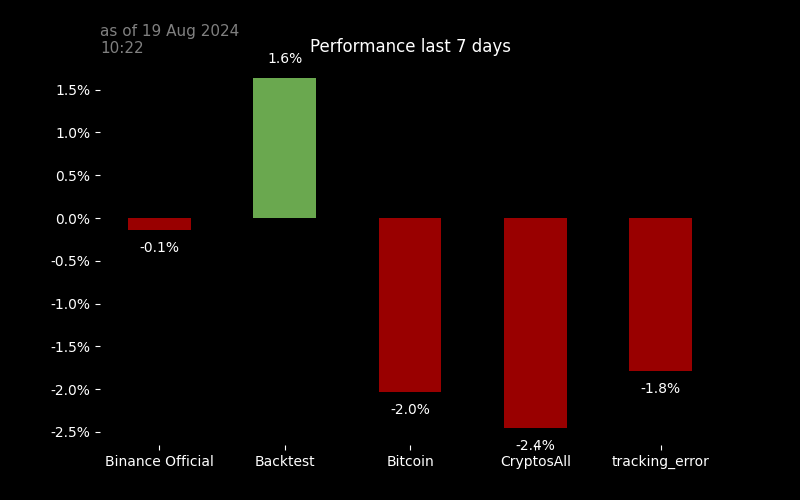 as of 19 Aug 2024
10:22
Performance last 7 days
1.6%
1.5%
1.0%
0.5%
0.0%
-0.1%
-0.5%
-1.0%
-1.5%
-1.8%
-2.0%
-2.0%
-2.5%
-2.4%
Binance Official
Backtest
Bitcoin
CryptosAll
tracking_error